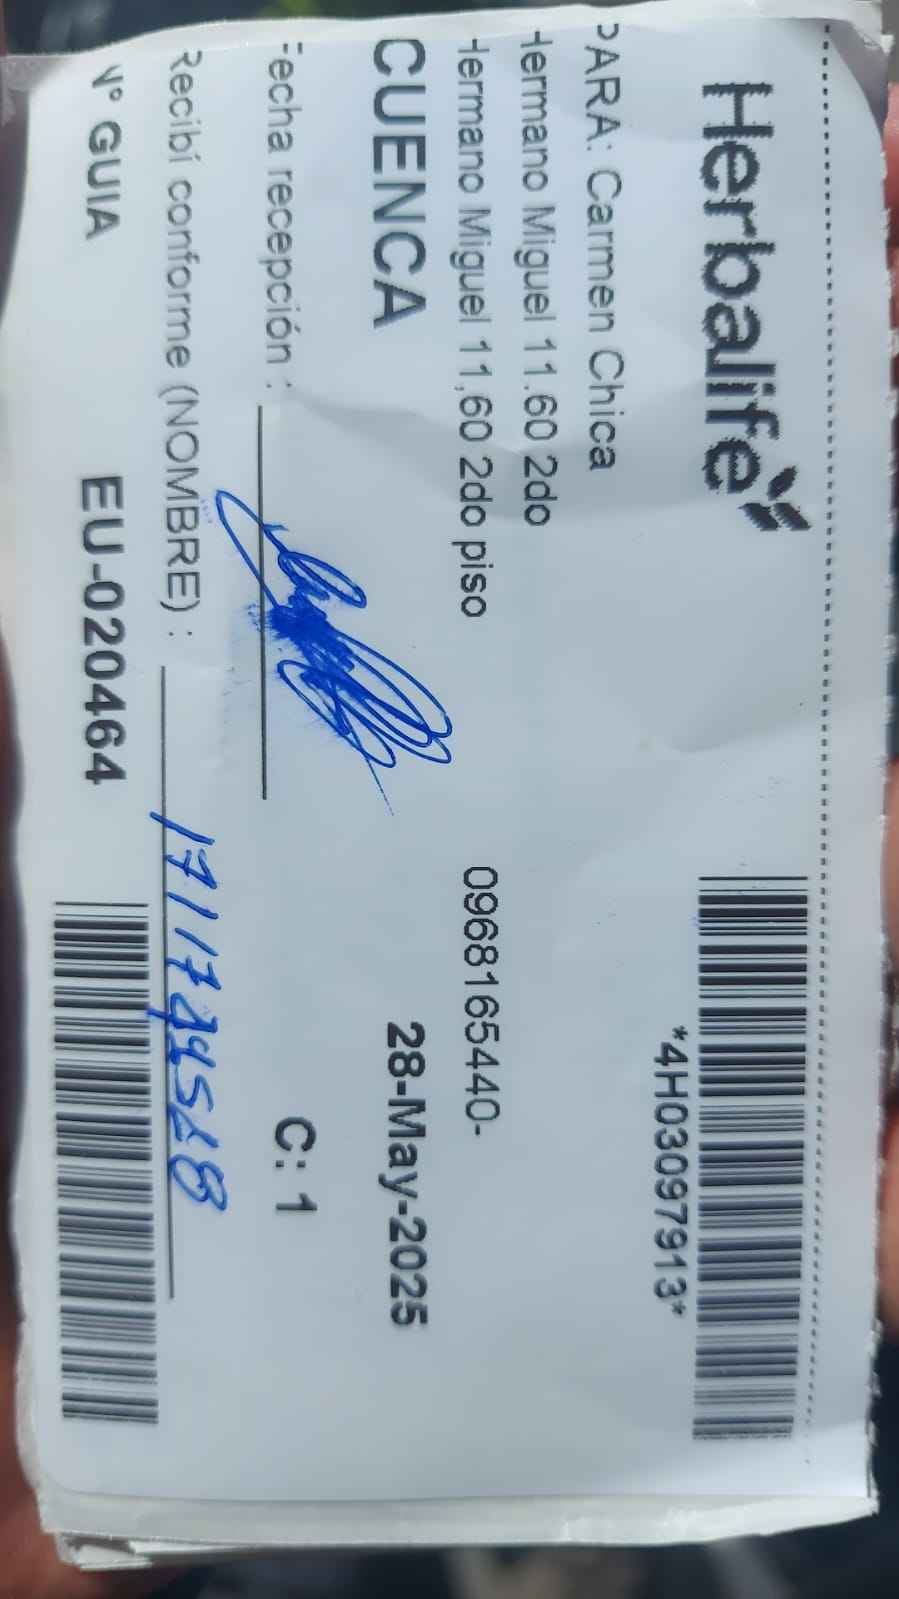 Herbalife
*4H03097913*
PARA: Carmen Chica
Hermano Miguel 11.60 2do
Hermano Miguel 11,60 2do piso 0968165440-
CUENCA 28-May-2025
Fecha recepción : C: 1
Recibí conforme (NOMBRE) :
N° GUIA EU-020464